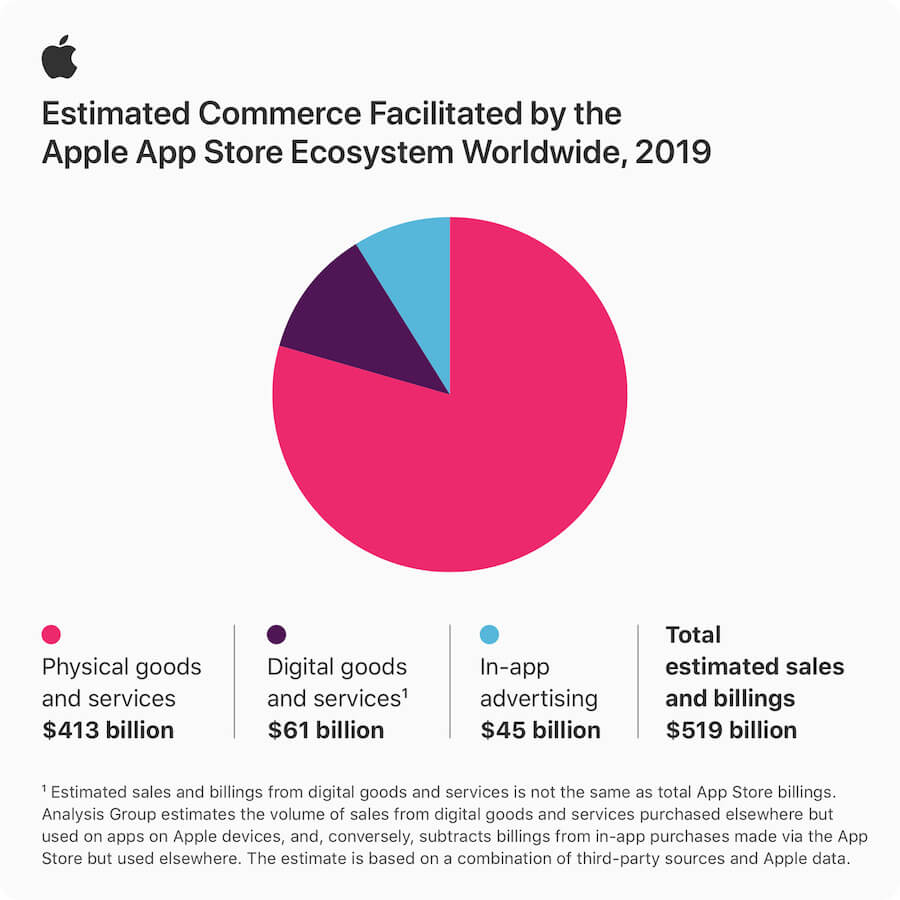 Estimated Commerce Facilitated by the
Apple App Store Ecosystem Worldwide, 2019
Physical goods
and services
$413 billion
Digital goods
and services¹
$61 billion
In-app
advertising
$45 billion
Total
estimated sales
and billings
$519 billion
¹ Estimated sales and billings from digital goods and services is not the same as total App Store billings.
Analysis Group estimates the volume of sales from digital goods and services purchased elsewhere but
used on apps on Apple devices, and, conversely, subtracts billings from in-app purchases made via the App
Store but used elsewhere. The estimate is based on a combination of third-party sources and Apple data.